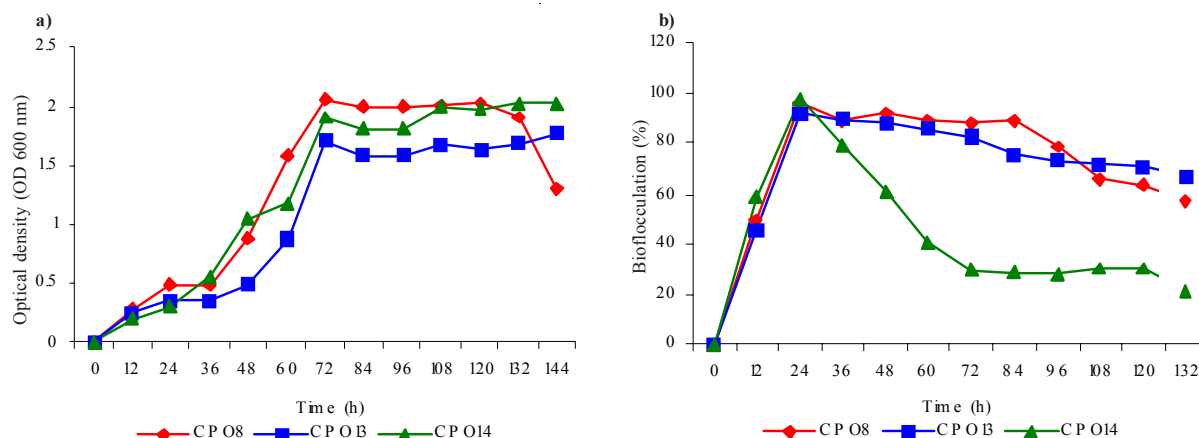 a)
Optical density (OD 600 nm)
2.5
2
1.5
1
0.5
0
0 12 24 36 48 60 72 84 96 108 120 132 144
Time (h)
CPO8 CPO13 CPO14
b)
Bioflocculation (%)
120
100
80
60
40
20
0
0 12 24 36 48 60 72 84 96 108 120 132
Time (h)
CPO8 CPO13 CPO14